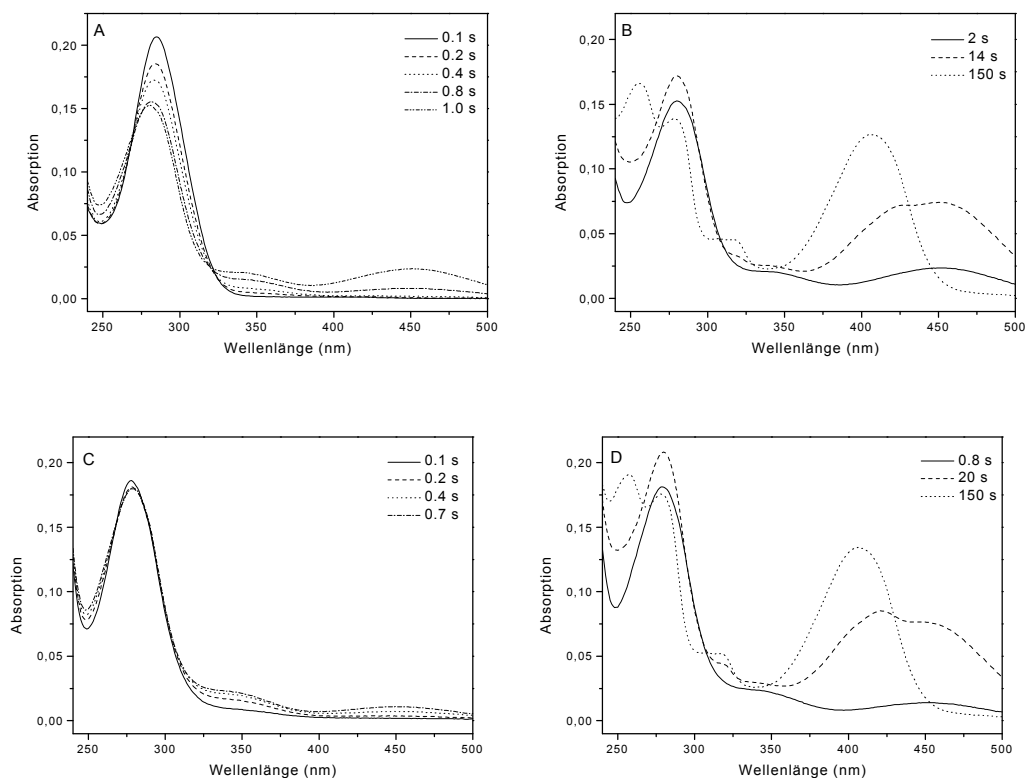 A
0.1 s
0.2 s
0.4 s
0.8 s
1.0 s
0,20
0,15
0,10
0,05
0,00
Absorption
250 300 350 400 450 500
Wellenlänge (nm)
B
2 s
14 s
150 s
0,20
0,15
0,10
0,05
0,00
Absorption
250 300 350 400 450 500
Wellenlänge (nm)
C
0.1 s
0.2 s
0.4 s
0.7 s
0,20
0,15
0,10
0,05
0,00
Absorption
250 300 350 400 450 500
Wellenlänge (nm)
D
0.8 s
20 s
150 s
0,20
0,15
0,10
0,05
0,00
Absorption
250 300 350 400 450 500
Wellenlänge (nm)